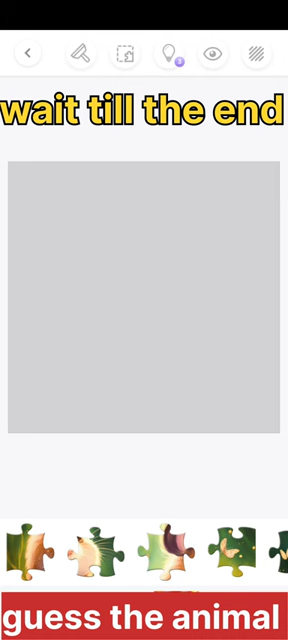 wait till the end
guess the animal